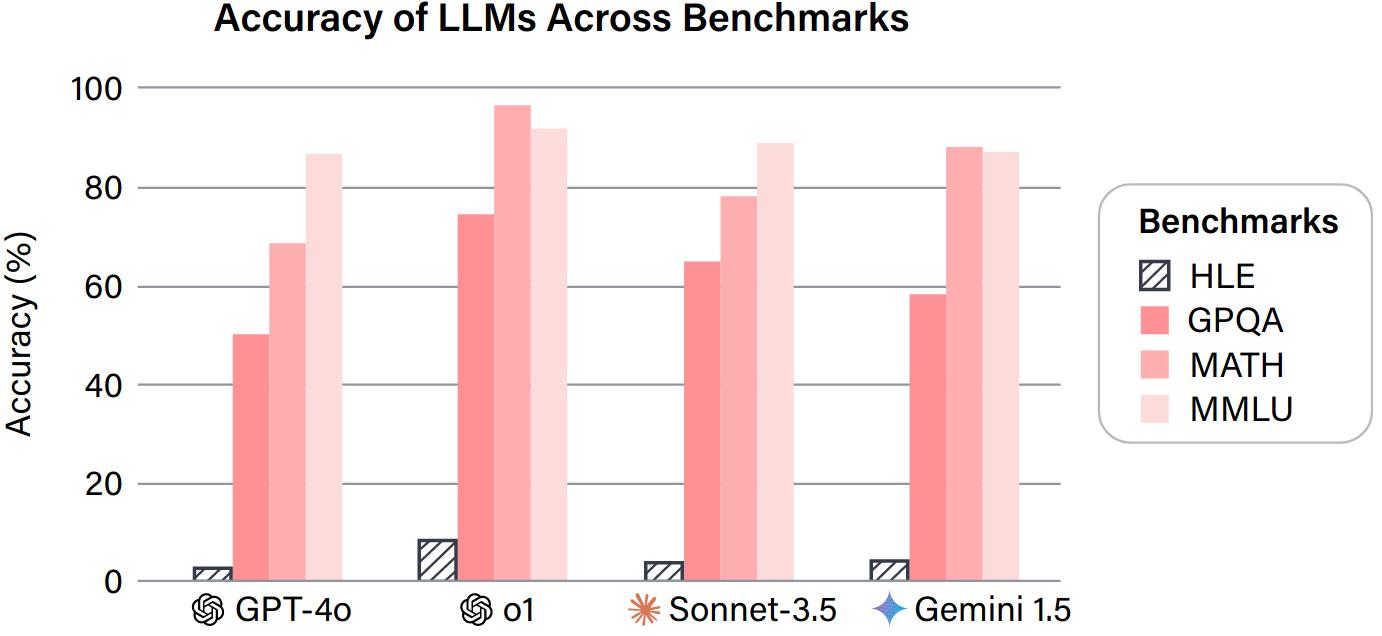 Accuracy of LLMs Across Benchmarks
Accuracy (%)
100
80
60
40
20
0
GPT-4o
o1
Sonnet-3.5
Gemini 1.5
Benchmarks
HLE
GPQA
MATH
MMLU